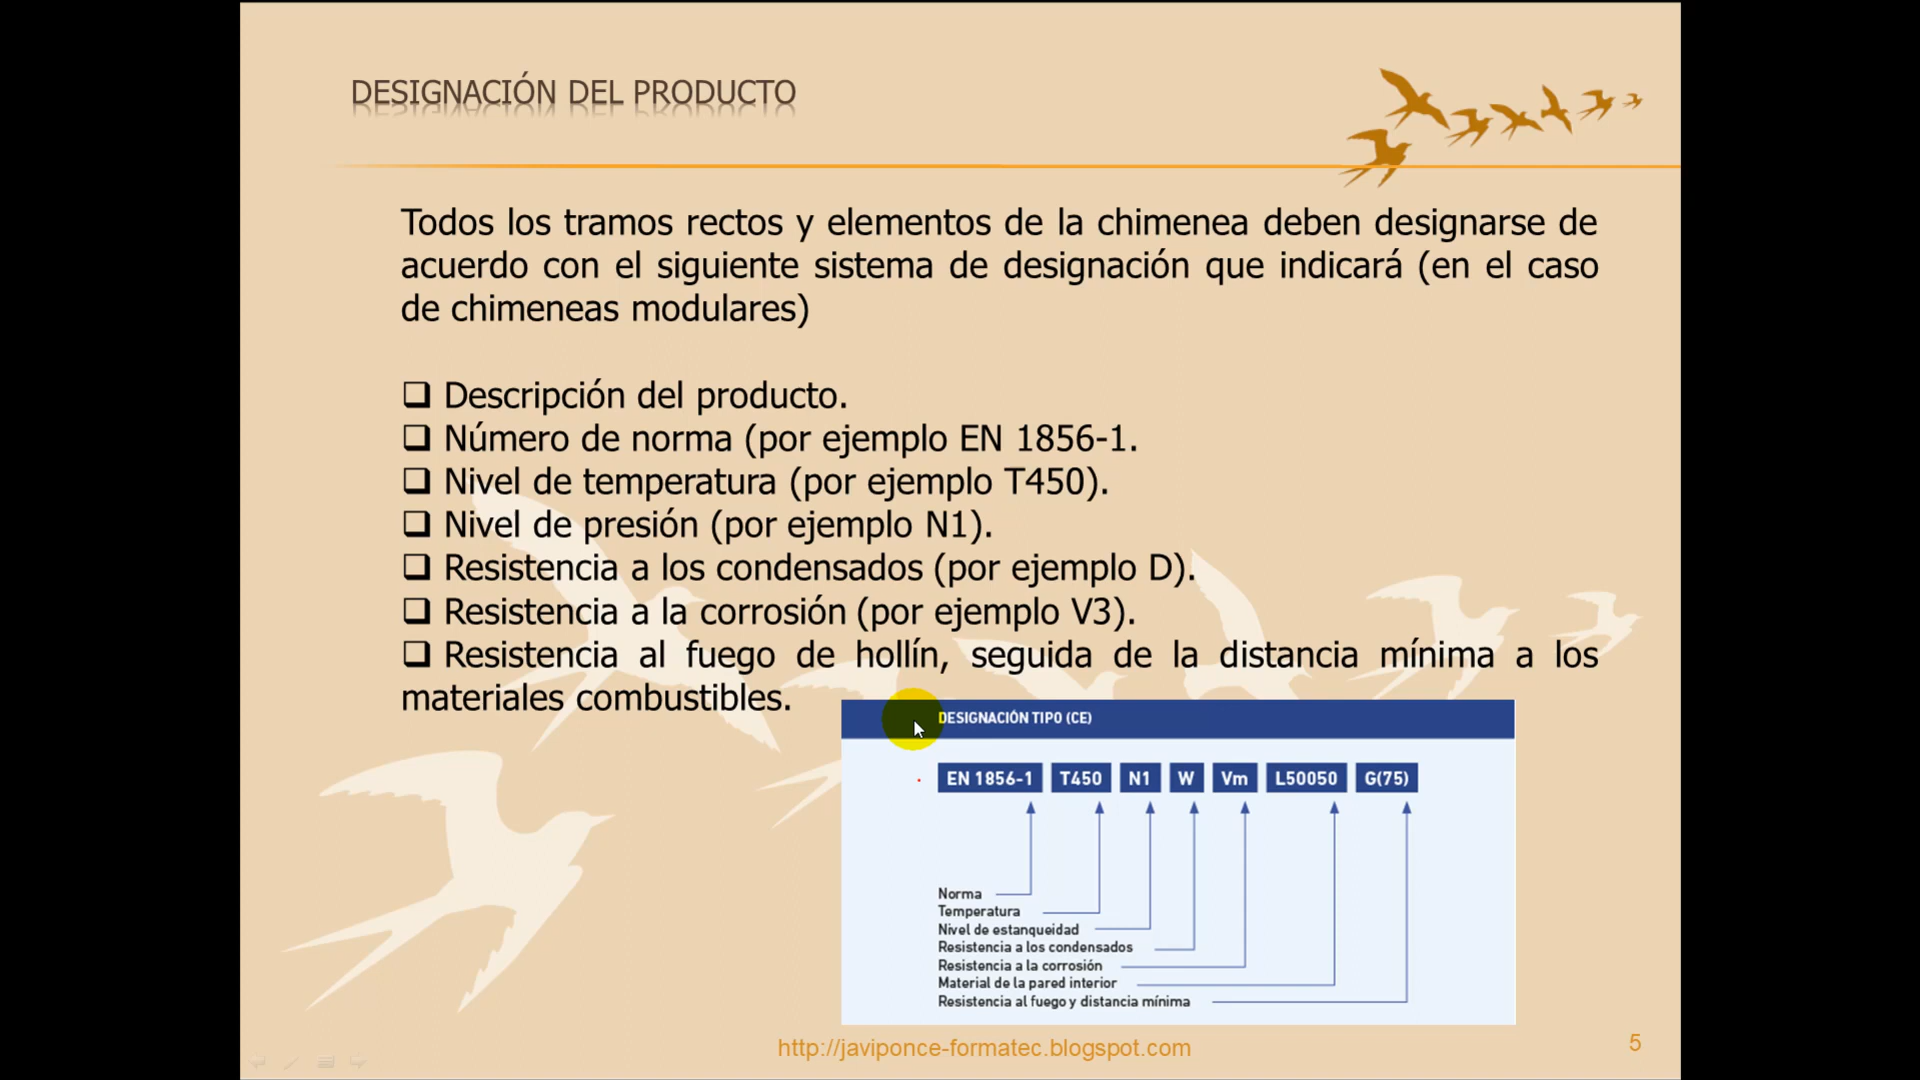 DESIGNACIÓN DEL PRODUCTO
Todos los tramos rectos y elementos de la chimenea deben designarse de
acuerdo con el siguiente sistema de designación que indicará (en el caso
de chimeneas modulares)
❑ Descripción del producto.
❑ Número de norma (por ejemplo EN 1856-1.
❑ Nivel de temperatura (por ejemplo T450).
❑ Nivel de presión (por ejemplo N1).
❑ Resistencia a los condensados (por ejemplo D).
❑ Resistencia a la corrosión (por ejemplo V3).
❑ Resistencia al fuego de hollín, seguida de la distancia mínima a los
materiales combustibles.
DESIGNACIÓN TIPO (CE)
EN 1856-1 T450 N1 W Vm L50050 G(75)
Norma
Temperatura
Nivel de estanqueidad
Resistencia a los condensados
Resistencia a la corrosión
Material de la pared interior
Resistencia al fuego y distancia mínima
http://javiponce-formatec.blogspot.com
5